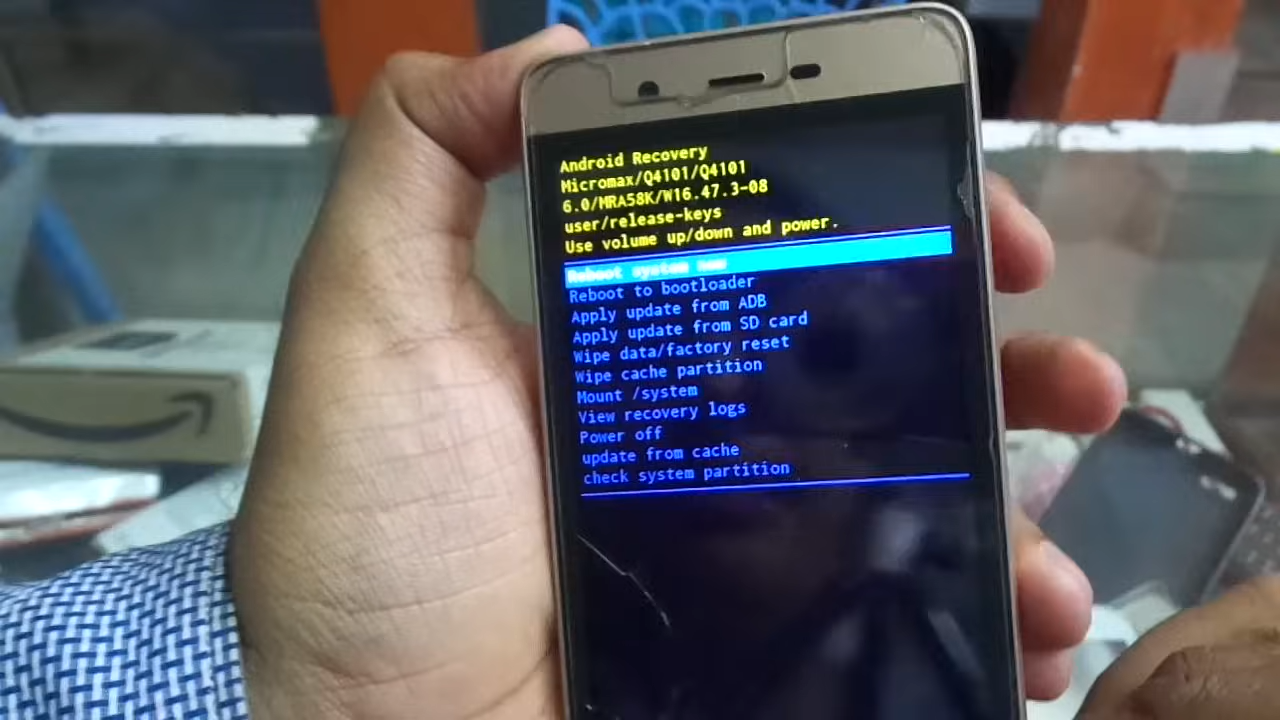 Android Recovery
Micromax/Q4101/Q4101
6.0/MRA58K/W16.47.3-08
user/release-keys
Use volume up/down and power.
Reboot system now
Reboot to bootloader
Apply update from ADB
Apply update from SD card
Wipe data/factory reset
Wipe cache partition
Mount /system
View recovery logs
Power off
update from cache
check system partition